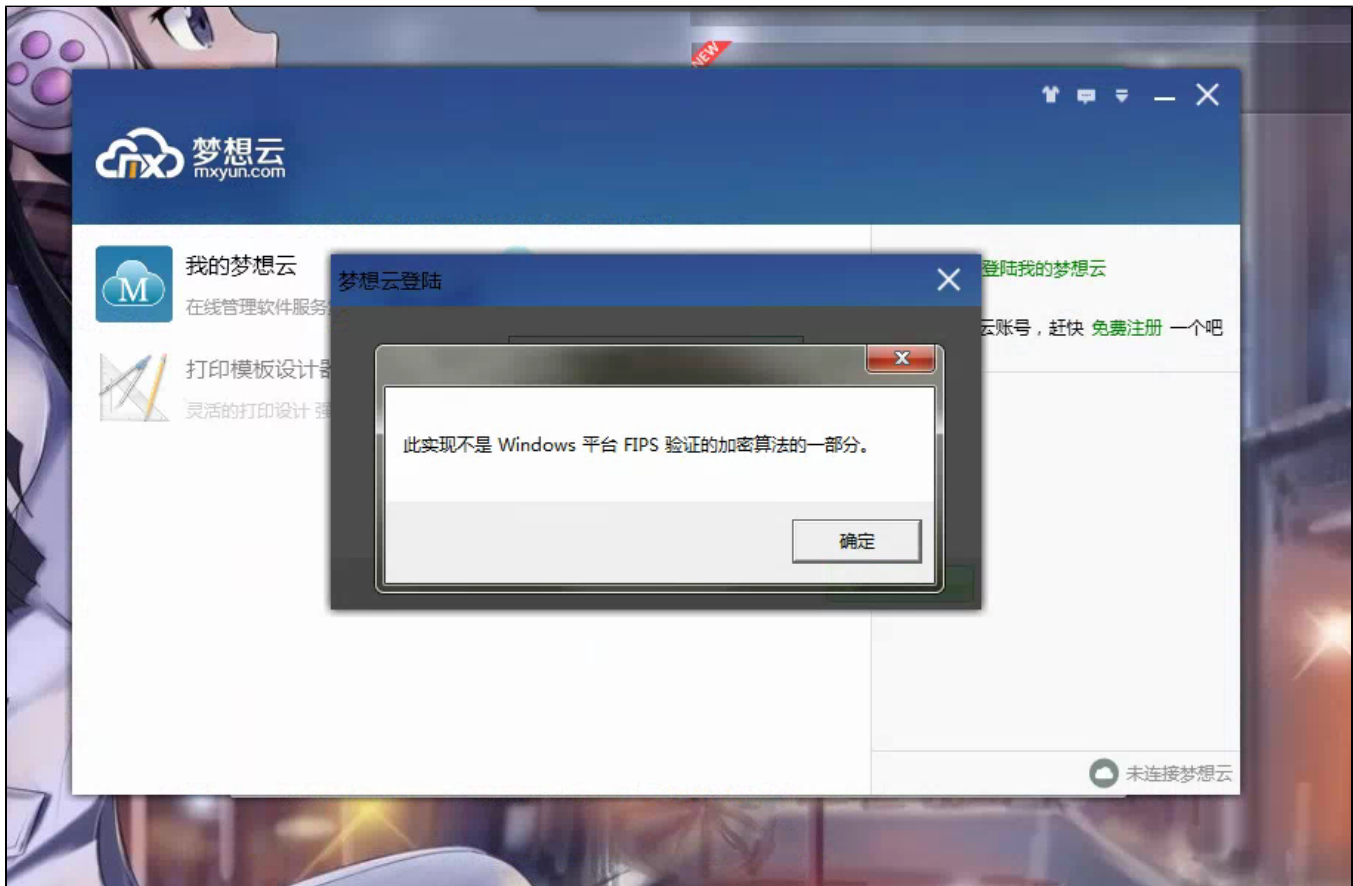 NEW
梦想云
mxyun.com
我的梦想云
在线管理软件服务
梦想云登陆
登陆我的梦想云
云账号，赶快 免费注册 一个吧
打印模板设计器
灵活的打印设计 强
此实现不是 Windows 平台 FIPS 验证的加密算法的一部分。
确定
未连接梦想云